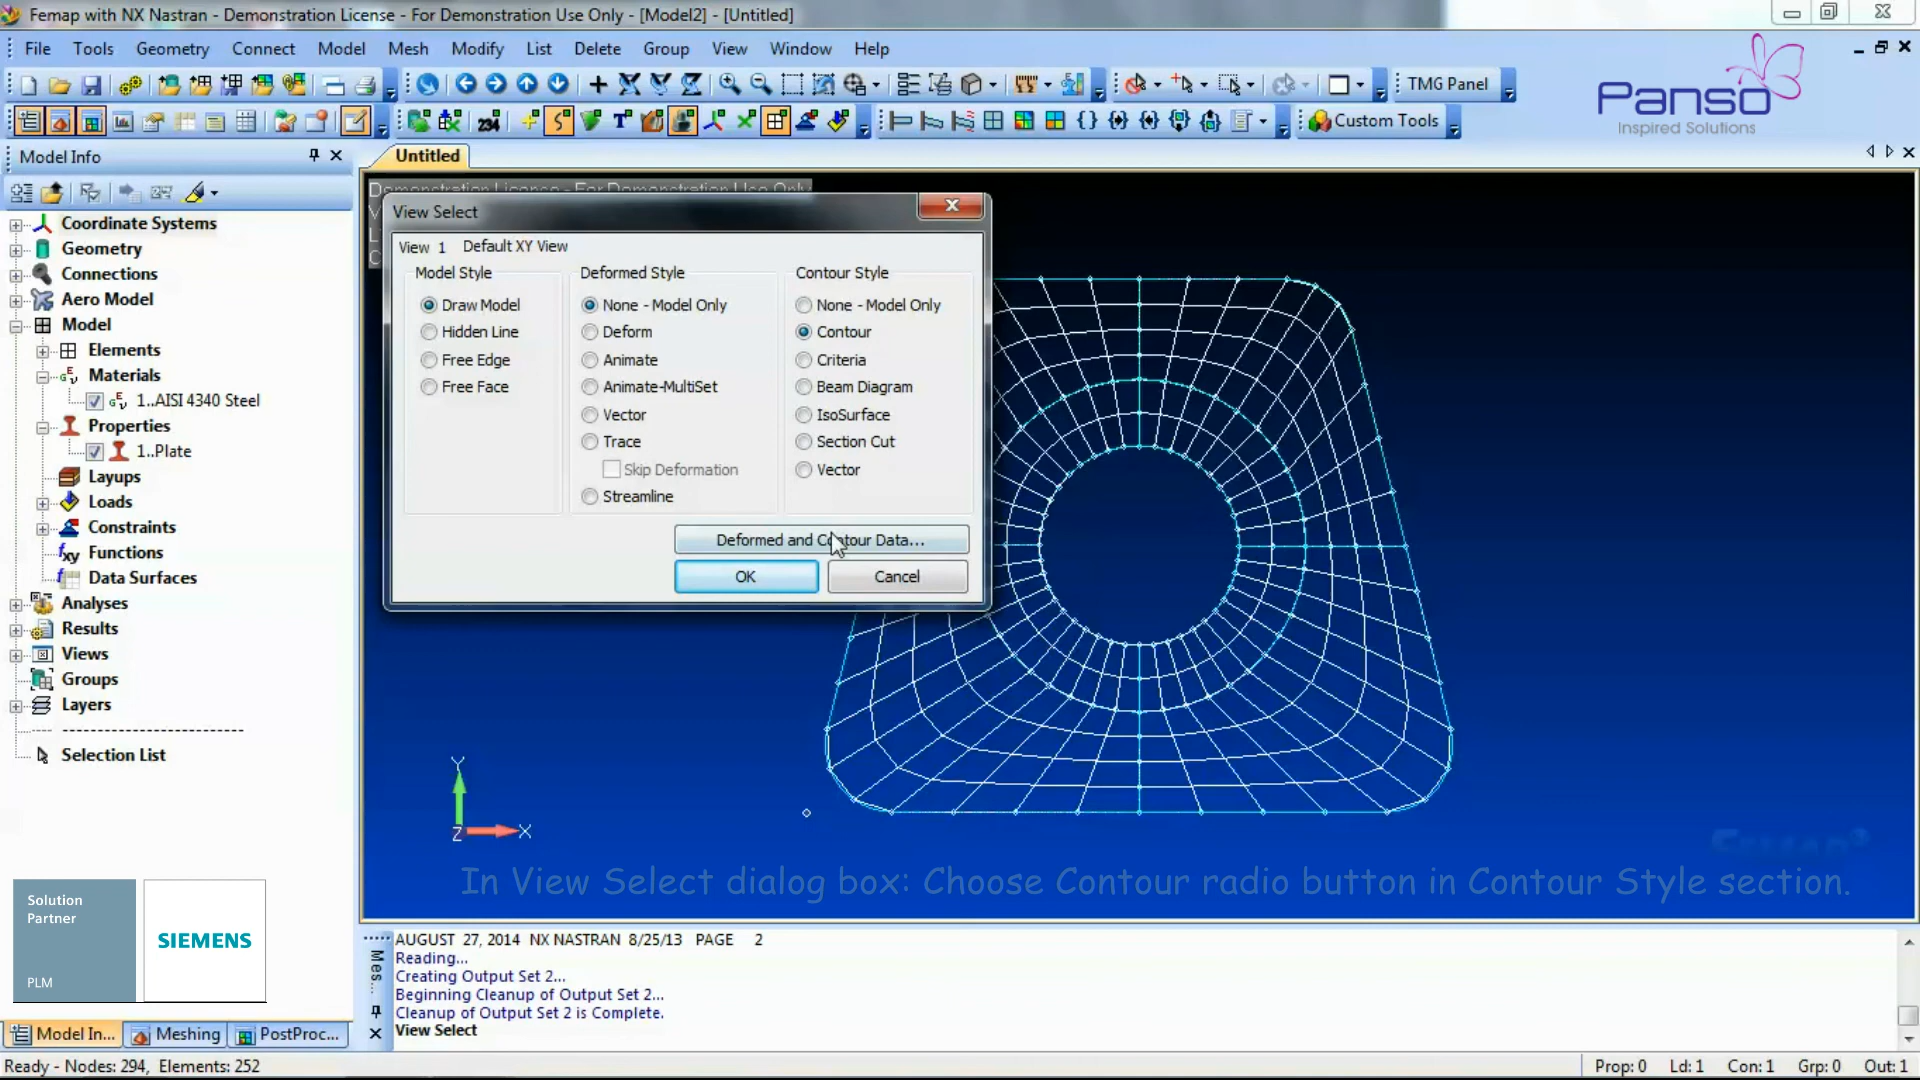 Femap with NX Nastran - Demonstration License - For Demonstration Use Only - [Model2] - [Untitled]
File Tools Geometry Connect Model Mesh Modify List Delete Group View Window Help
TMG Panel
234
Custom Tools
Panso
Inspired Solutions
Model Info
Untitled
Coordinate Systems
Geometry
Connections
Aero Model
Model
Elements
Materials
1..AISI 4340 Steel
Properties
1..Plate
Layups
Loads
Constraints
Functions
Data Surfaces
Analyses
Results
Views
Groups
Layers
Selection List
Demonstration License - For Demonstration Use Only
View Select
View 1 Default XY View
Model Style
Draw Model
Hidden Line
Free Edge
Free Face
Deformed Style
None - Model Only
Deform
Animate
Animate-MultiSet
Vector
Trace
Skip Deformation
Streamline
Contour Style
None - Model Only
Contour
Criteria
Beam Diagram
IsoSurface
Section Cut
Vector
Deformed and Contour Data...
OK Cancel
Y
Z X
In View Select dialog box: Choose Contour radio button in Contour Style section.
Solution
Partner
PLM
SIEMENS
Mes...
AUGUST 27, 2014 NX NASTRAN 8/25/13 PAGE 2
Reading...
Creating Output Set 2...
Beginning Cleanup of Output Set 2...
Cleanup of Output Set 2 is Complete.
View Select
Model In... Meshing PostProc...
Ready - Nodes: 294, Elements: 252
Prop: 0 Ld: 1 Con: 1 Grp: 0 Out: 1